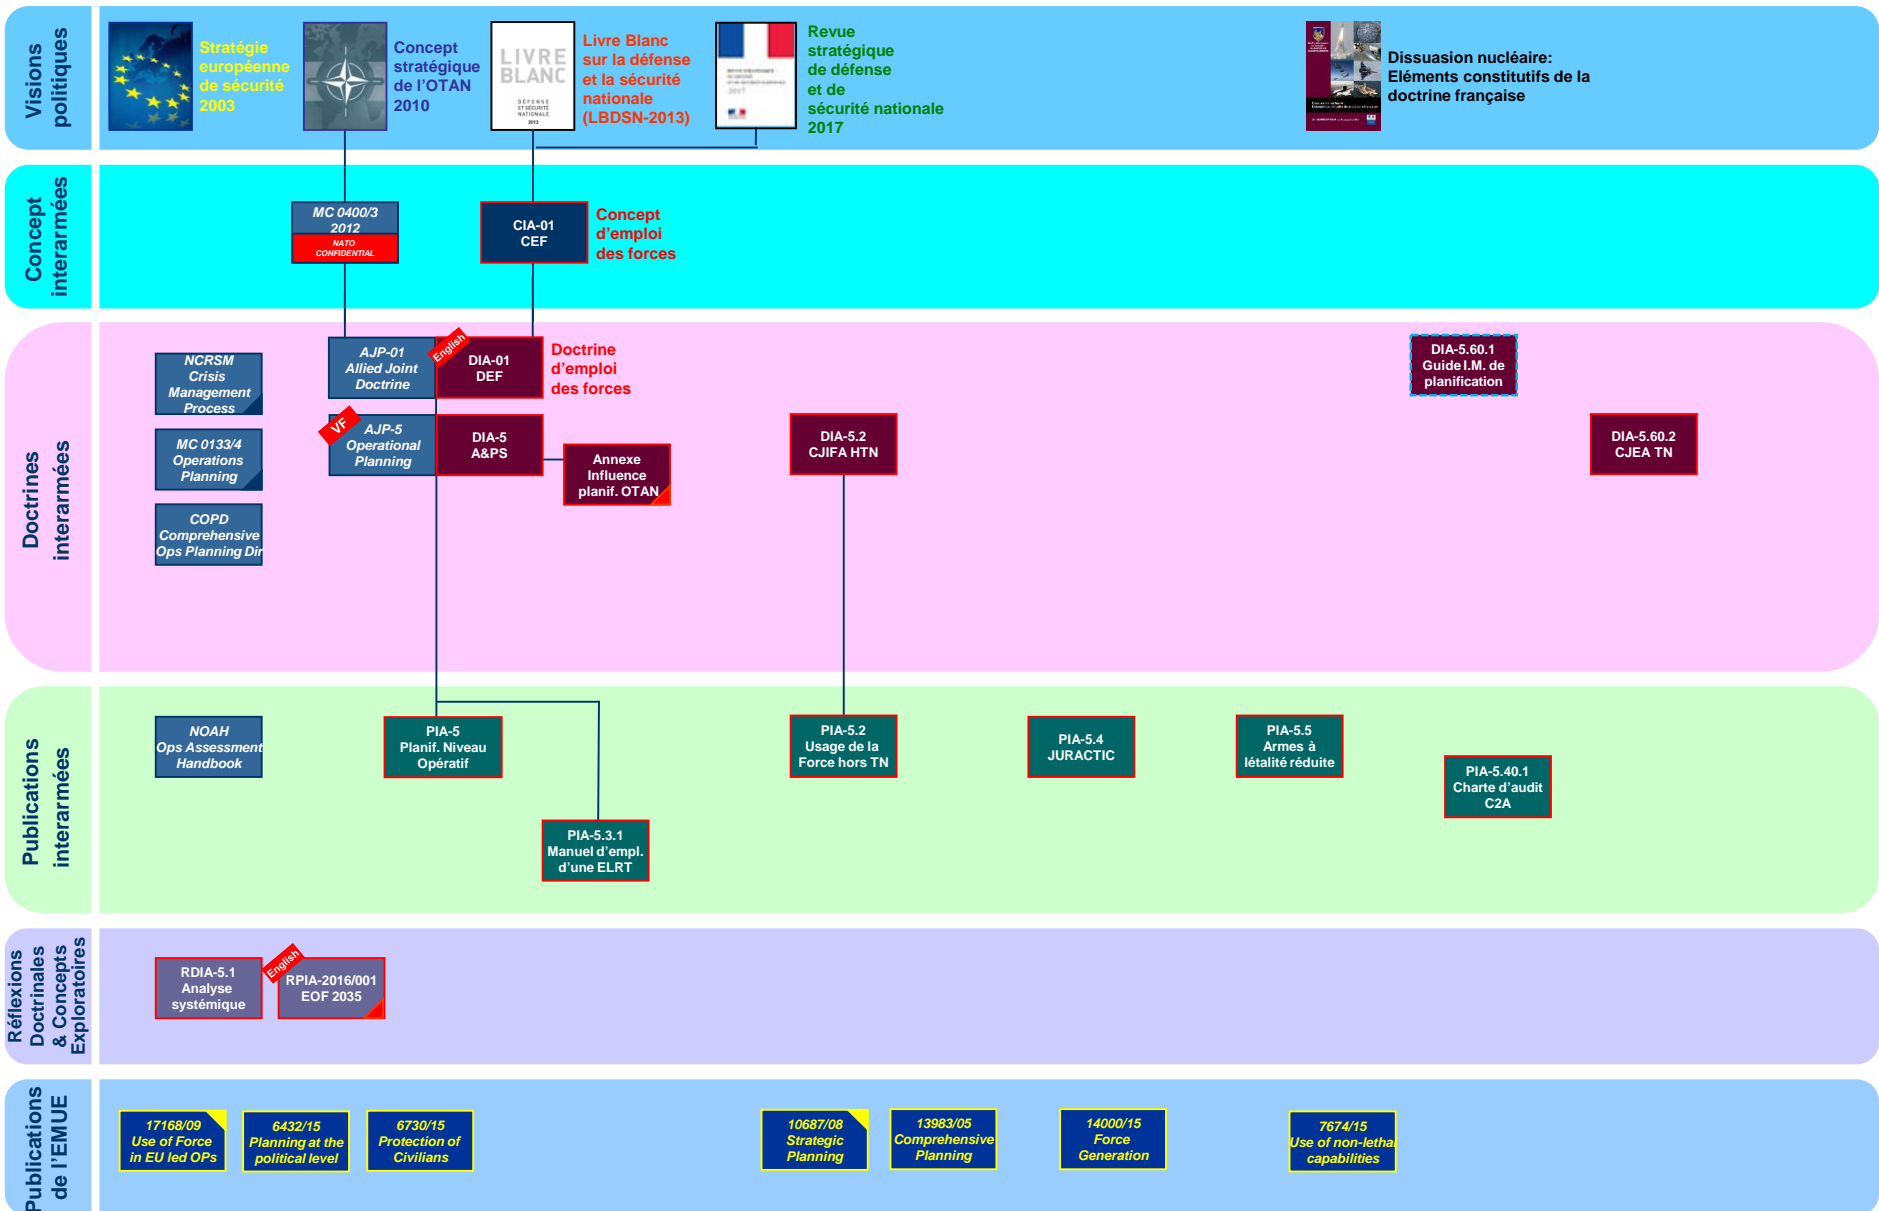 Visions
politiques
Stratégie
européenne
de sécurité
2003
Concept
stratégique
de l'OTAN
2010
LIVRE
BLANC
DÉFENSE
ET SÉCURITÉ
NATIONALE
2013
Livre Blanc
sur la défense
et la sécurité
nationale
(LBDSN-2013)
2017
Revue
stratégique
de défense
et de
sécurité nationale
2017
Dissuasion nucléaire:
Eléments constitutifs de la
doctrine française
Concept
interarmées
MC 0400/3
2012
NATO
CONFIDENTIAL
CIA-01
CEF
Concept
d'emploi
des forces
Doctrines
interarmées
NCRSM
Crisis
Management
Process
MC 0133/4
Operations
Planning
COPD
Comprehensive
Ops Planning Dir
AJP-01
Allied Joint
Doctrine
English
DIA-01
DEF
Doctrine
d'emploi
des forces
VF
AJP-5
Operational
Planning
DIA-5
A&PS
Annexe
Influence
planif. OTAN
DIA-5.2
CJIFA HTN
DIA-5.60.1
Guide I.M. de
planification
DIA-5.60.2
CJEA TN
Publications
interarmées
NOAH
Ops Assessment
Handbook
PIA-5
Planif. Niveau
Opératif
PIA-5.3.1
Manuel d'empl.
d'une ELRT
PIA-5.2
Usage de la
Force hors TN
PIA-5.4
JURACTIC
PIA-5.5
Armes à
létalité réduite
PIA-5.40.1
Charte d'audit
C2A
Réflexions
Doctrinales
& Concepts
Exploratoires
RDIA-5.1
Analyse
systémique
English
RPIA-2016/001
EOF 2035
Publications
de l'EMUE
17168/09
Use of Force
in EU led OPs
6432/15
Planning at the
political level
6730/15
Protection of
Civilians
10687/08
Strategic
Planning
13983/05
Comprehensive
Planning
14000/15
Force
Generation
7674/15
Use of non-lethal
capabilities